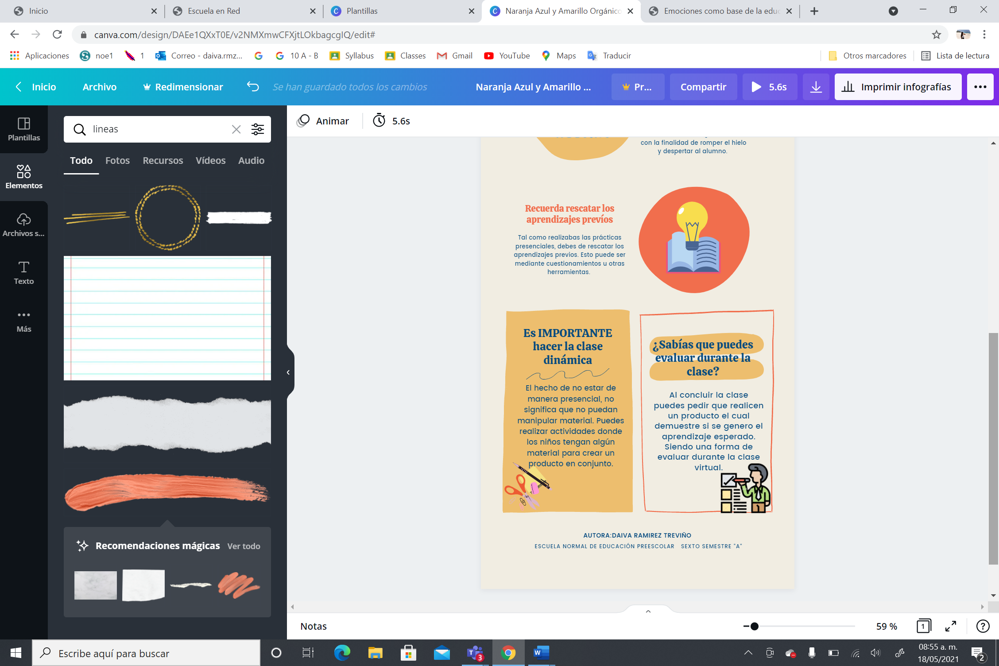 Inicio
Escuela en Red
Plantillas
Naranja Azul y Amarillo Orgánico
Emociones como base de la educ
canva.com/design/DAEe1QXxT0E/v2NMXmwCFXjtLOkbagcgIQ/edit#
Aplicaciones
noe1
1
Correo - daiva.rmz...
10 A - B
Syllabus
Classes
Gmail
YouTube
Maps
Traducir
Otros marcadores
Lista de lectura
Inicio
Archivo
Redimensionar
Se han guardado todos los cambios
Naranja Azul y Amarillo ...
Pr...
Compartir
5.6s
Imprimir infografías
Plantillas
Elementos
Archivos s...
Texto
Más
lineas
Todo
Fotos
Recursos
Vídeos
Audio
Recomendaciones mágicas
Ver todo
Animar
5.6s
con la finalidad de romper el hielo
y despertar al alumno.
Recuerda rescatar los
aprendizajes prevíos
Tal como realizabas las prácticas
presenciales, debes de rescatar los
aprendizajes previos. Esto puede ser
mediante cuestionamientos u otras
herramientas.
Es IMPORTANTE
hacer la clase
dinámica
El hecho de no estar de
manera presencial, no
significa que no puedan
manipular material. Puedes
realizar actividades donde
los niños tengan algún
material para crear un
producto en conjunto.
¿Sabías que puedes
evaluar durante la
clase?
Al concluir la clase
puedes pedir que realicen
un producto el cual
demuestre si se genero el
aprendizaje esperado.
Siendo una forma de
evaluar durante la clase
virtual.
AUTORA:DAIVA RAMIREZ TREVIÑO
ESCUELA NORMAL DE EDUCACIÓN PREESCOLAR SEXTO SEMESTRE "A"
Notas
59 %
1
Escribe aquí para buscar
3
08:55 a. m.
18/05/2021
2